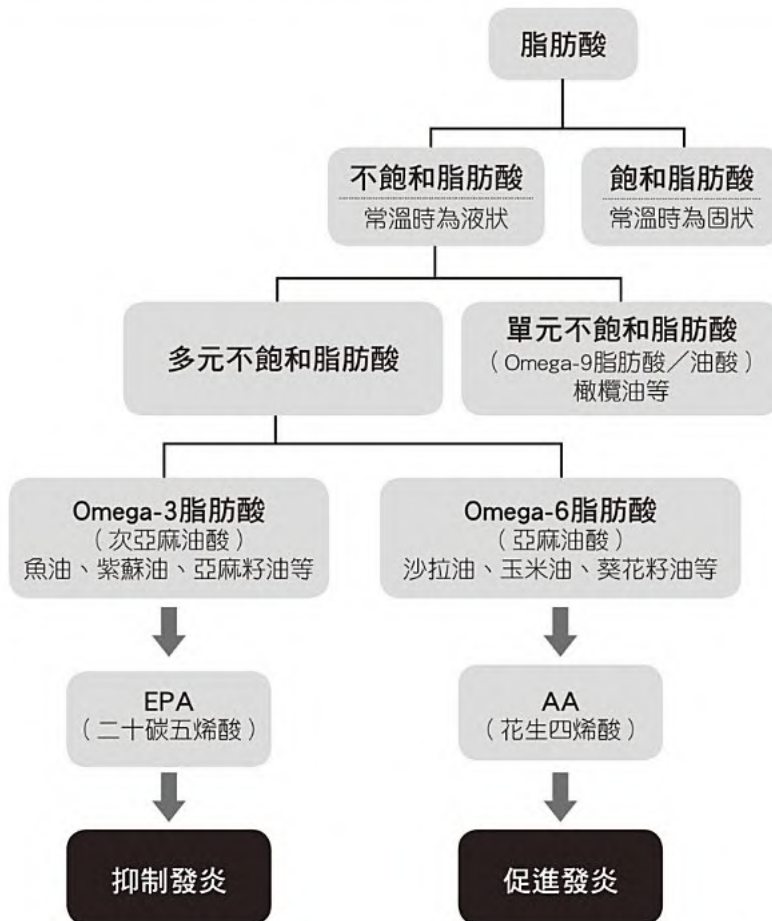 脂肪酸
不飽和脂肪酸
常溫時為液狀
飽和脂肪酸
常溫時為固狀
多元不飽和脂肪酸
單元不飽和脂肪酸
（Omega-9脂肪酸／油酸）
橄欖油等
Omega-3脂肪酸
（次亞麻油酸）
魚油、紫蘇油、亞麻籽油等
Omega-6脂肪酸
（亞麻油酸）
沙拉油、玉米油、葵花籽油等
EPA
（二十碳五烯酸）
AA
（花生四烯酸）
抑制發炎
促進發炎